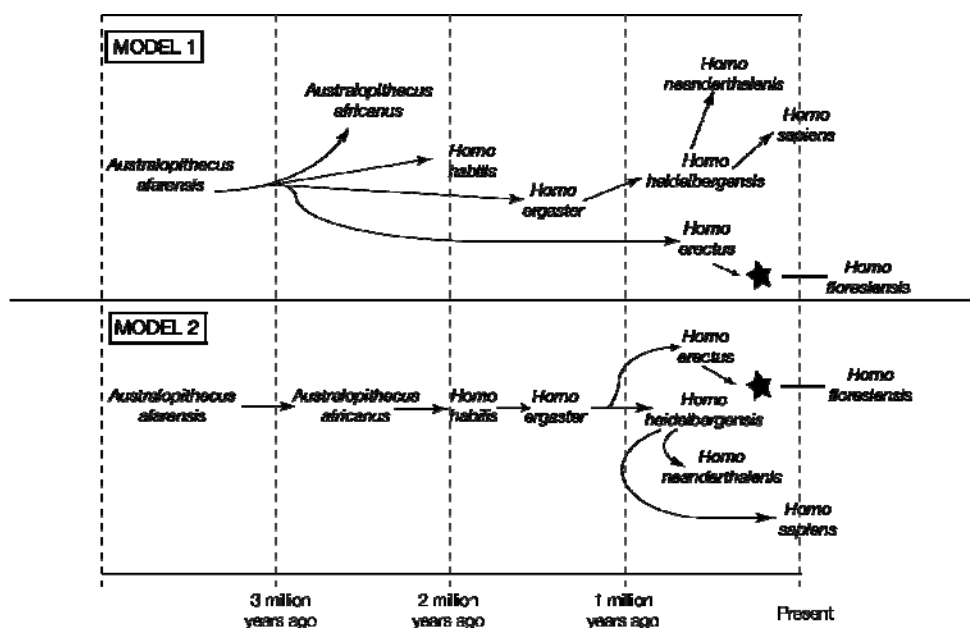 MODEL 1
Homo
neanderthalenis
Australopithecus
africanus
Homo
sapiens
Homo
habilis
Homo
heidelbergensis
Australopithecus
afarensis
Homo
ergaster
Homo
erectus
Homo
floresiensis
MODEL 2
Homo
erectus
Australopithecus
afarensis
Australopithecus
africanus
Homo
habilis
Homo
ergaster
Homo
floresiensis
Homo
heidelbergensis
Homo
neanderthalenis
Homo
sapiens
3 million
years ago
2 million
years ago
1 million
years ago
Present